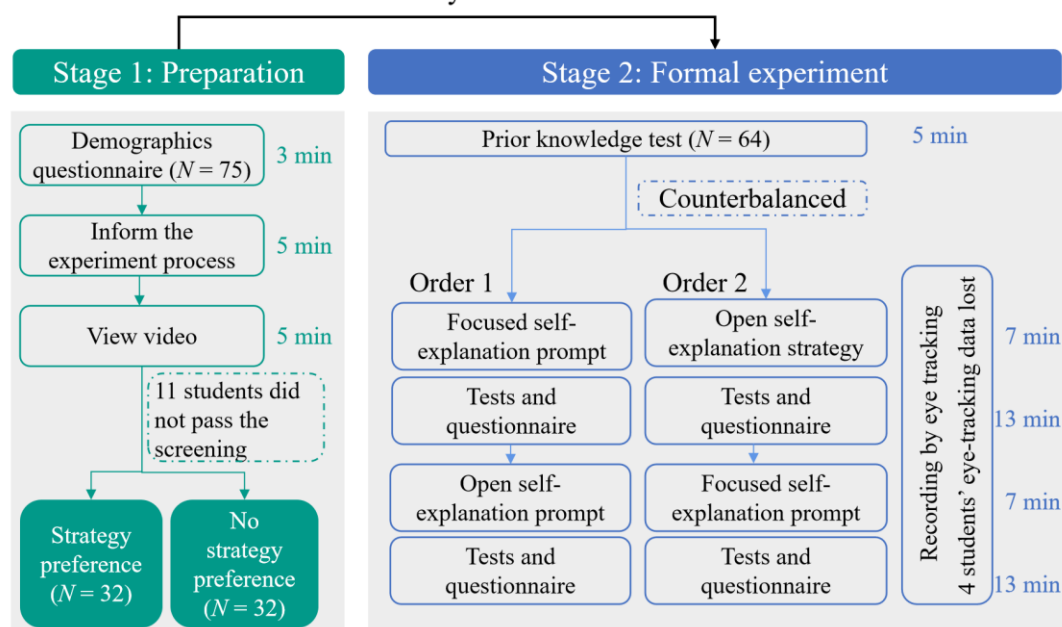 Stage 1: Preparation
Demographics
questionnaire (N = 75)
3 min
Inform the
experiment process
5 min
View video
5 min
11 students did
not pass the
screening
Strategy
preference
(N = 32)
No
strategy
preference
(N = 32)
Stage 2: Formal experiment
Prior knowledge test (N = 64)
5 min
Counterbalanced
Order 1
Order 2
Focused self-
explanation prompt
Open self-
explanation strategy
7 min
Tests and
questionnaire
Tests and
questionnaire
13 min
Open self-
explanation prompt
Focused self-
explanation prompt
7 min
Tests and
questionnaire
Tests and
questionnaire
13 min
Recording by eye tracking
4 students’ eye-tracking data lost